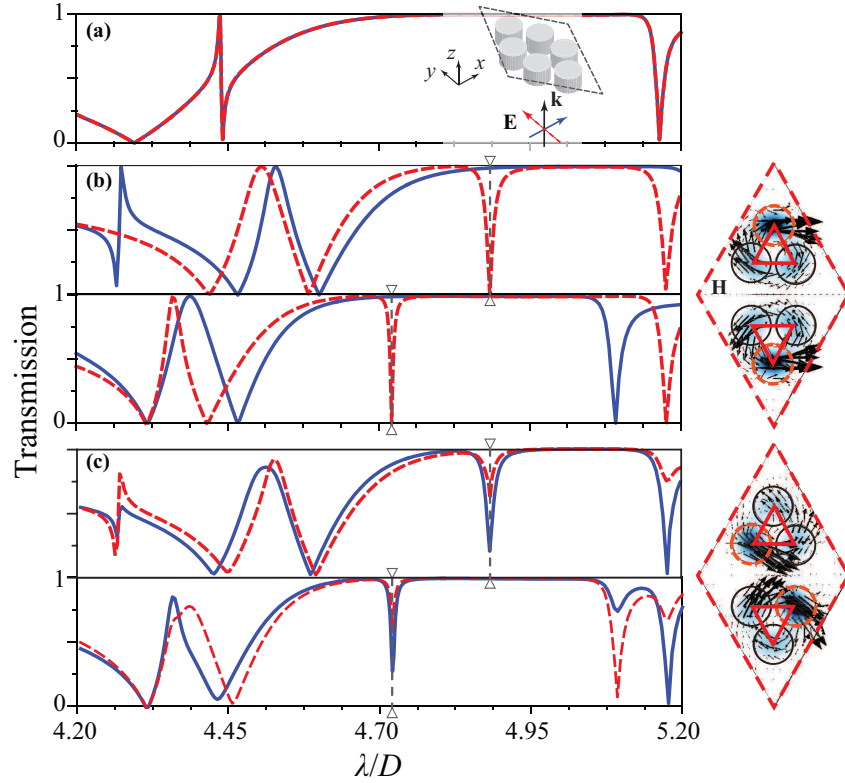 1
(a)
z
y
x
k
E
0
(b)
H
1
0
Transmission
(c)
1
0
4.20 4.45 4.70 4.95 5.20
λ/D